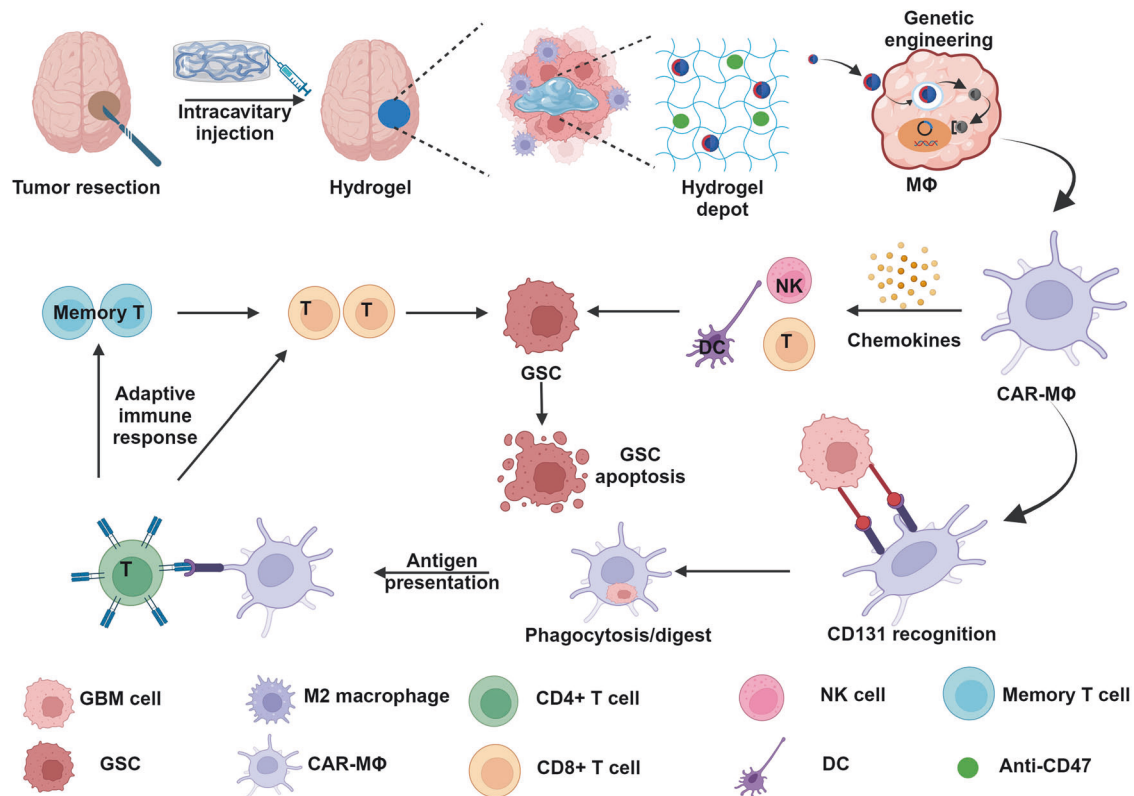 Genetic
engineering
Intracavitary
injection
Tumor resection
Hydrogel
Hydrogel
depot
MΦ
Memory T
T
T
GSC
NK
DC
T
Chemokines
CAR-MΦ
Adaptive
immune
response
GSC
apoptosis
T
Antigen
presentation
Phagocytosis/digest
CD131 recognition
GBM cell
M2 macrophage
CD4+ T cell
NK cell
Memory T cell
GSC
CAR-MΦ
CD8+ T cell
DC
Anti-CD47